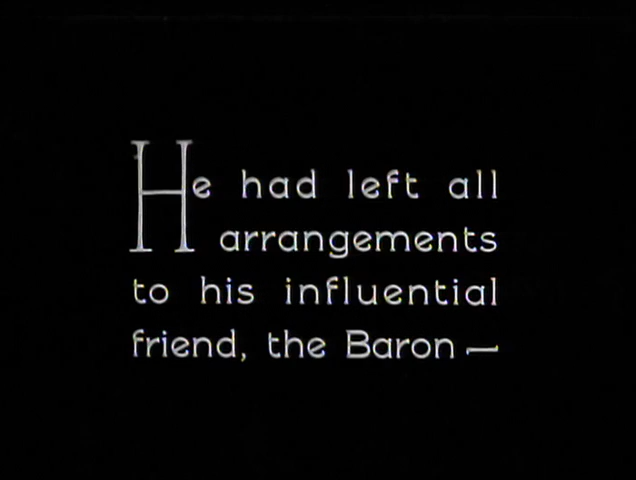 He had left all
arrangements
to his influential
friend, the Baron —